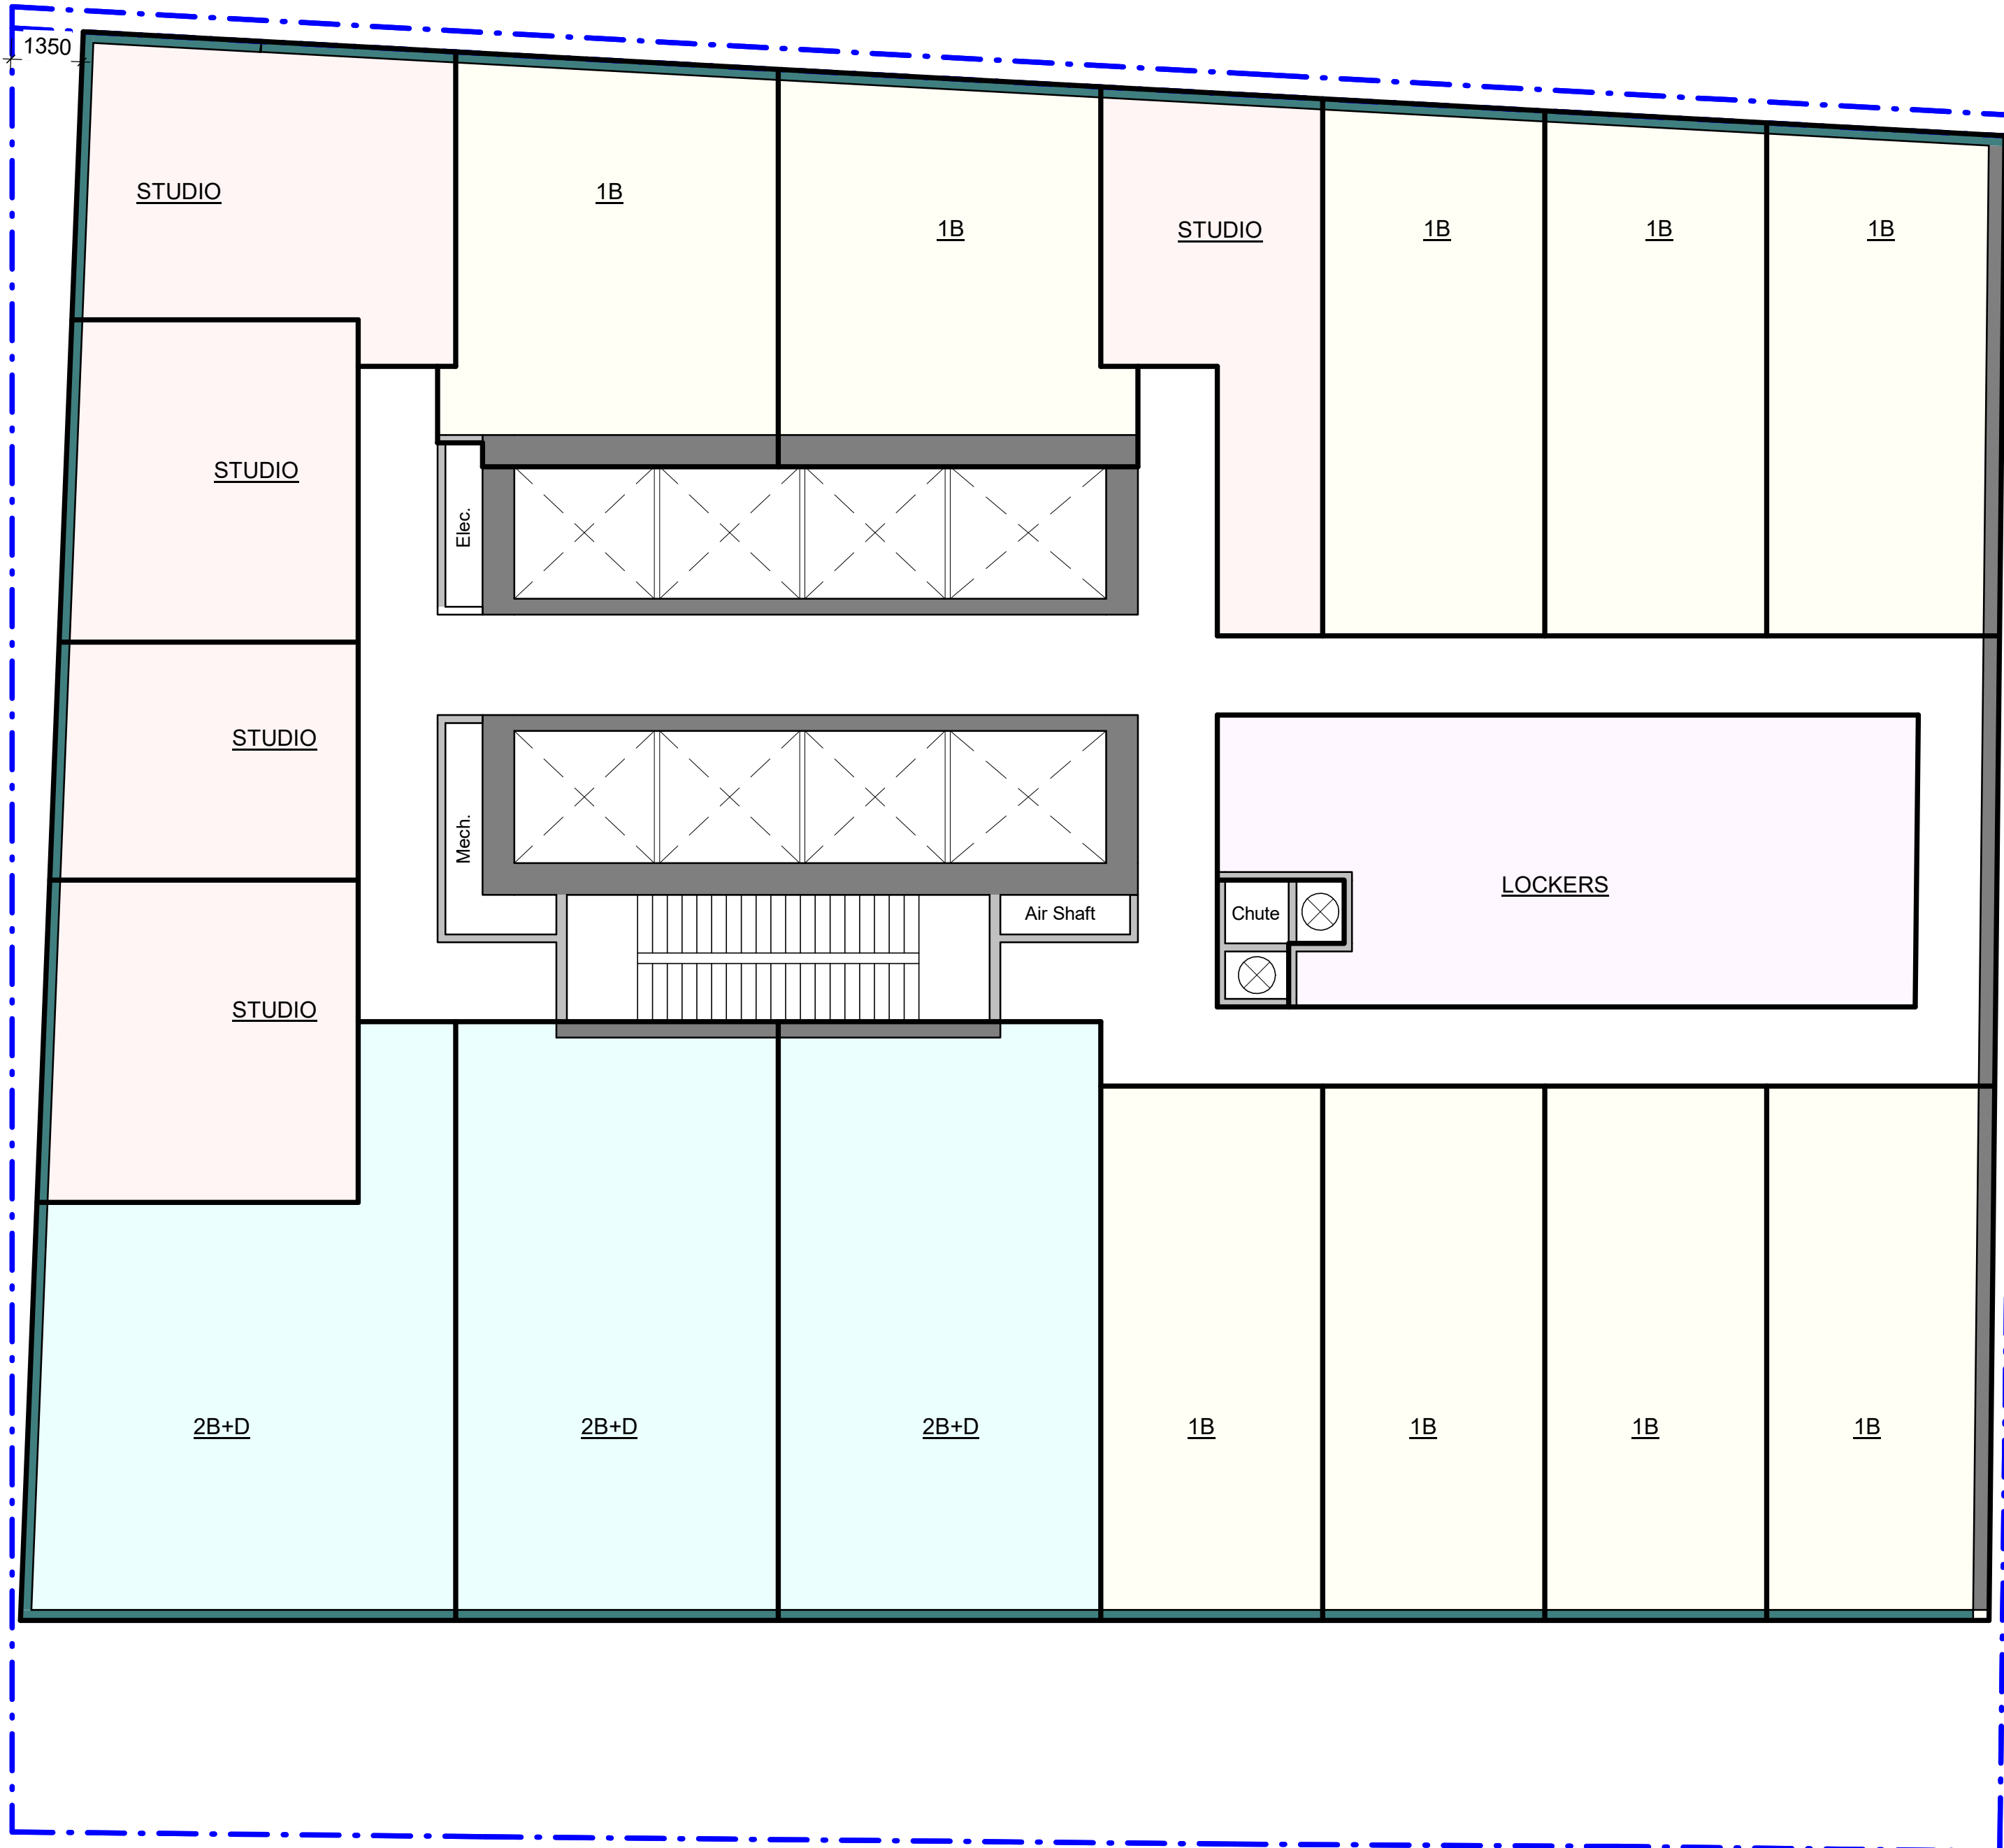 1350
STUDIO
1B
1B
STUDIO
1B
1B
1B
STUDIO
Elec.
STUDIO
Mech.
LOCKERS
Air Shaft
Chute
STUDIO
2B+D
2B+D
2B+D
1B
1B
1B
1B